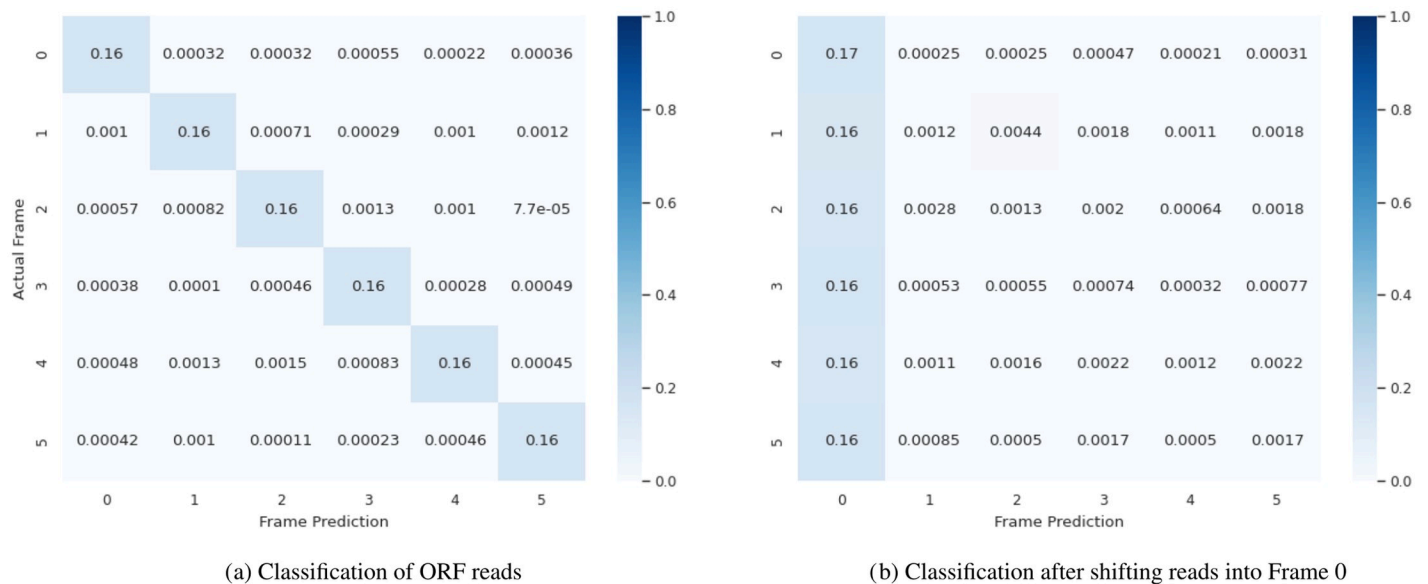 0 0.16 0.00032 0.00032 0.00055 0.00022 0.00036
1 0.001 0.16 0.00071 0.00029 0.001 0.0012
2 0.00057 0.00082 0.16 0.0013 0.001 7.7e-05
3 0.00038 0.0001 0.00046 0.16 0.00028 0.00049
4 0.00048 0.0013 0.0015 0.00083 0.16 0.00045
5 0.00042 0.001 0.00011 0.00023 0.00046 0.16
Actual Frame
0 1 2 3 4 5
Frame Prediction
1.0
0.8
0.6
0.4
0.2
0.0
(a) Classification of ORF reads
0 0.17 0.00025 0.00025 0.00047 0.00021 0.00031
1 0.16 0.0012 0.0044 0.0018 0.0011 0.0018
2 0.16 0.0028 0.0013 0.002 0.00064 0.0018
3 0.16 0.00053 0.00055 0.00074 0.00032 0.00077
4 0.16 0.0011 0.0016 0.0022 0.0012 0.0022
5 0.16 0.00085 0.0005 0.0017 0.0005 0.0017
0 1 2 3 4 5
Frame Prediction
1.0
0.8
0.6
0.4
0.2
0.0
(b) Classification after shifting reads into Frame 0